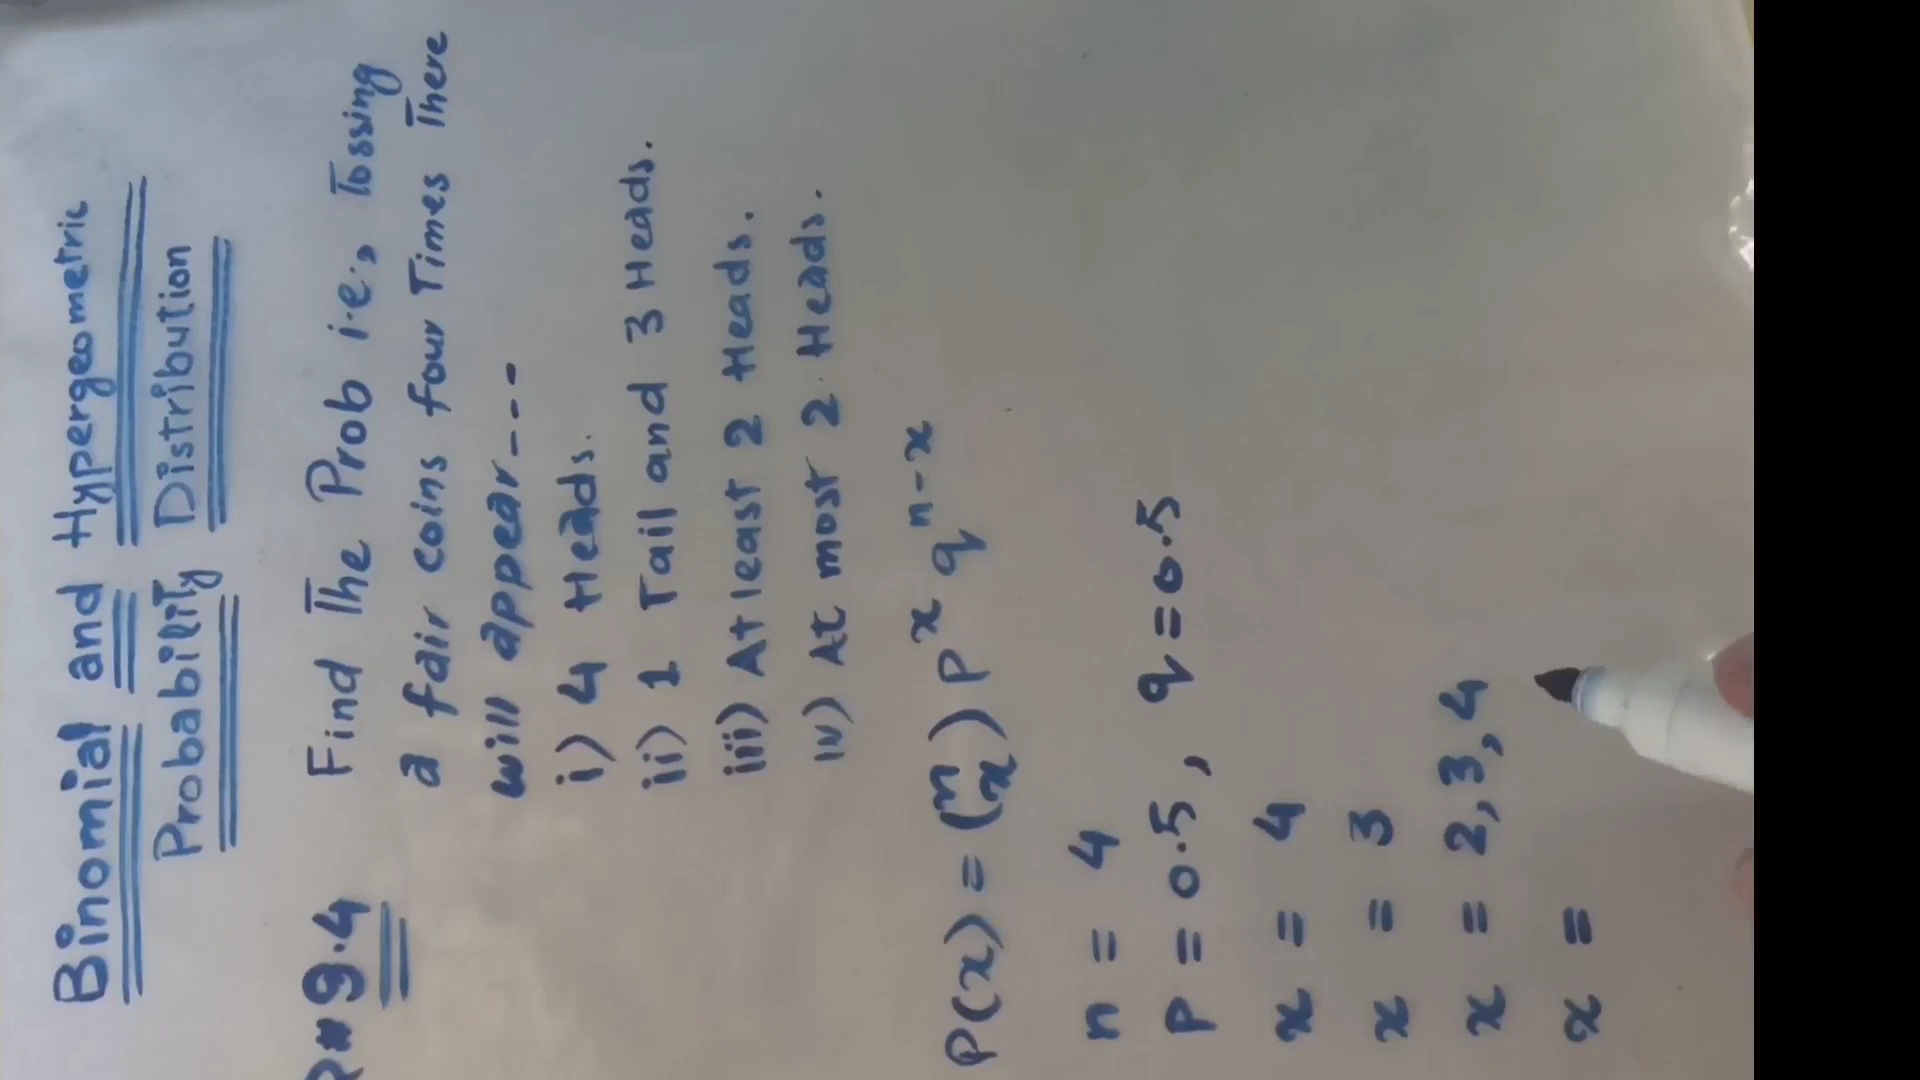 Binomial and Hypergeometric
Probability Distribution
9.4 Find The Prob i.e., Tossing
a fair coins four Times There
will appear----
i) 4 Heads.
ii) 1 Tail and 3 Heads.
iii) At least 2 Heads.
iv) At most 2 Heads.
P(x) = (n x) p^x q^n-x
n = 4
p = 0.5, q = 0.5
x = 4
x = 3
x = 2,3,4
x =